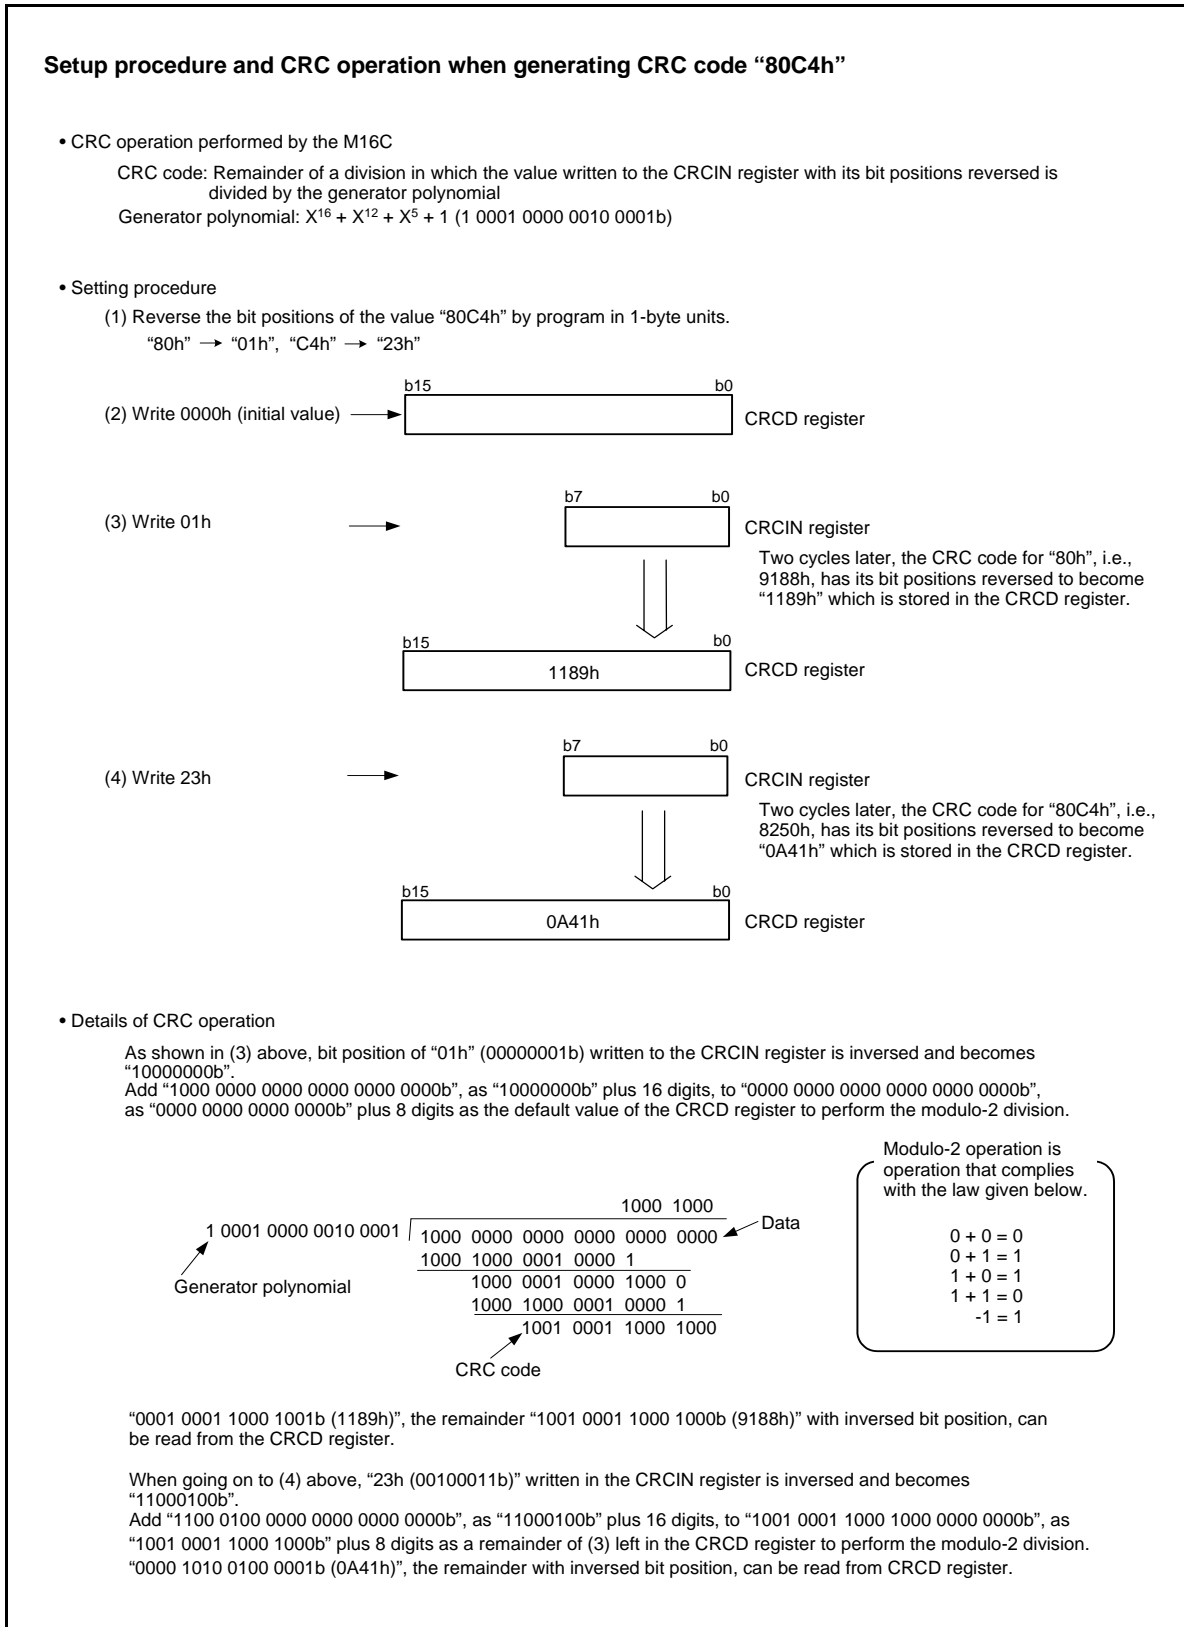 Setup procedure and CRC operation when generating CRC code “80C4h”
• CRC operation performed by the M16C
CRC code: Remainder of a division in which the value written to the CRCIN register with its bit positions reversed is
divided by the generator polynomial
Generator polynomial: X¹⁶ + X¹² + X⁵ + 1 (1 0001 0000 0010 0001b)
• Setting procedure
(1) Reverse the bit positions of the value “80C4h” by program in 1-byte units.
“80h” → “01h”, “C4h” → “23h”
b15 b0
(2) Write 0000h (initial value) CRCD register
b7 b0
(3) Write 01h CRCIN register
Two cycles later, the CRC code for “80h”, i.e.,
9188h, has its bit positions reversed to become
“1189h” which is stored in the CRCD register.
b15 b0
1189h CRCD register
b7 b0
(4) Write 23h CRCIN register
Two cycles later, the CRC code for “80C4h”, i.e.,
8250h, has its bit positions reversed to become
“0A41h” which is stored in the CRCD register.
b15 b0
0A41h CRCD register
• Details of CRC operation
As shown in (3) above, bit position of “01h” (00000001b) written to the CRCIN register is inversed and becomes
“10000000b”.
Add “1000 0000 0000 0000 0000 0000b”, as “10000000b” plus 16 digits, to “0000 0000 0000 0000 0000 0000b”,
as “0000 0000 0000 0000b” plus 8 digits as the default value of the CRCD register to perform the modulo-2 division.
1000 1000
1 0001 0000 0010 0001 1000 0000 0000 0000 0000 0000 Data
1000 1000 0001 0000 1
Generator polynomial 1000 0001 0000 1000 0
1000 1000 0001 0000 1
1001 0001 1000 1000
CRC code
Modulo-2 operation is
operation that complies
with the law given below.
0 + 0 = 0
0 + 1 = 1
1 + 0 = 1
1 + 1 = 0
-1 = 1
“0001 0001 1000 1001b (1189h)”, the remainder “1001 0001 1000 1000b (9188h)” with inversed bit position, can
be read from the CRCD register.
When going on to (4) above, “23h (00100011b)” written in the CRCIN register is inversed and becomes
“11000100b”.
Add “1100 0100 0000 0000 0000 0000b”, as “11000100b” plus 16 digits, to “1001 0001 1000 1000 0000 0000b”, as
“1001 0001 1000 1000b” plus 8 digits as a remainder of (3) left in the CRCD register to perform the modulo-2 division.
“0000 1010 0100 0001b (0A41h)”, the remainder with inversed bit position, can be read from CRCD register.